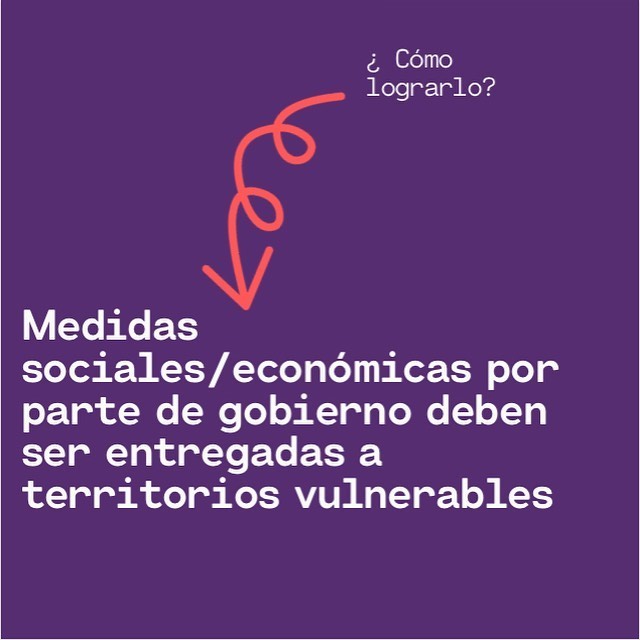 ¿ Cómo
lograrlo?
Medidas
sociales/económicas por
parte de gobierno deben
ser entregadas a
territorios vulnerables